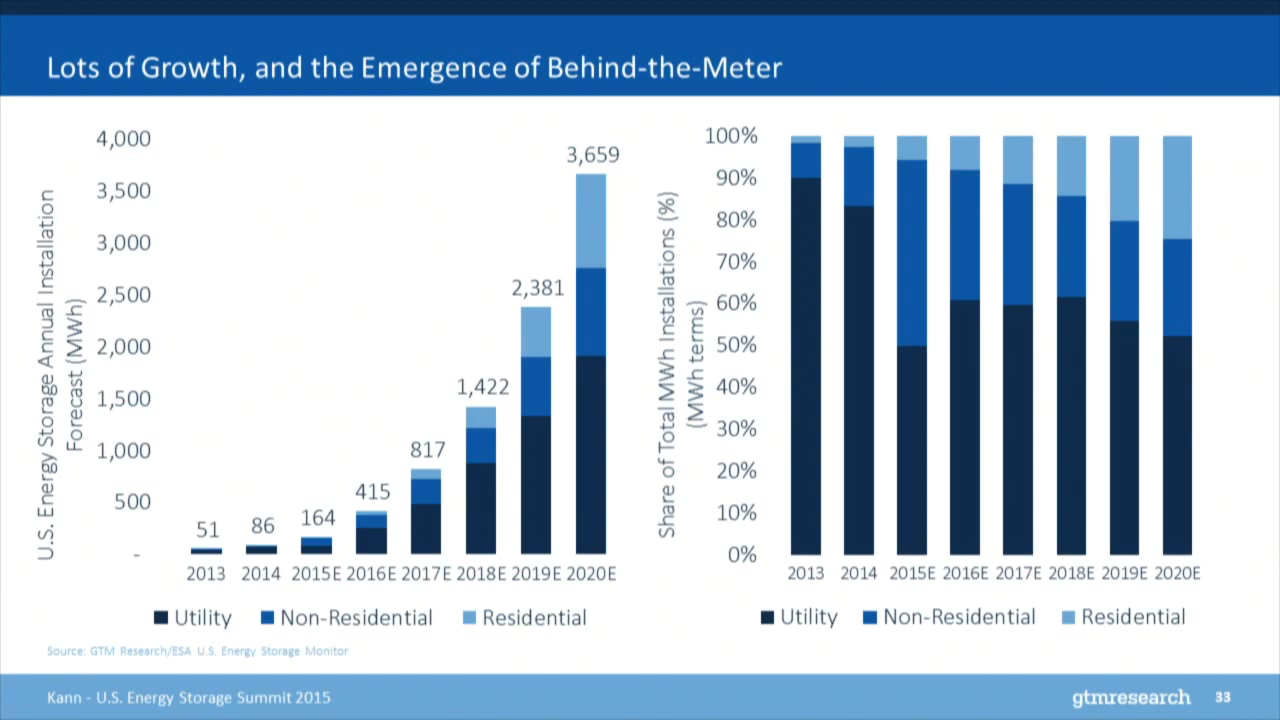 Lots of Growth, and the Emergence of Behind-the-Meter
U.S. Energy Storage Annual Installation
Forecast (MWh)
4,000
3,500
3,000
2,500
2,000
1,500
1,000
500
-
51
86
164
415
817
1,422
2,381
3,659
2013 2014 2015E 2016E 2017E 2018E 2019E 2020E
Utility Non-Residential Residential
Share of Total MWh Installations (%)
(MWh terms)
100%
90%
80%
70%
60%
50%
40%
30%
20%
10%
0%
2013 2014 2015E 2016E 2017E 2018E 2019E 2020E
Utility Non-Residential Residential
Source: GTM Research/ESA U.S. Energy Storage Monitor
Kann - U.S. Energy Storage Summit 2015
gtmresearch 33